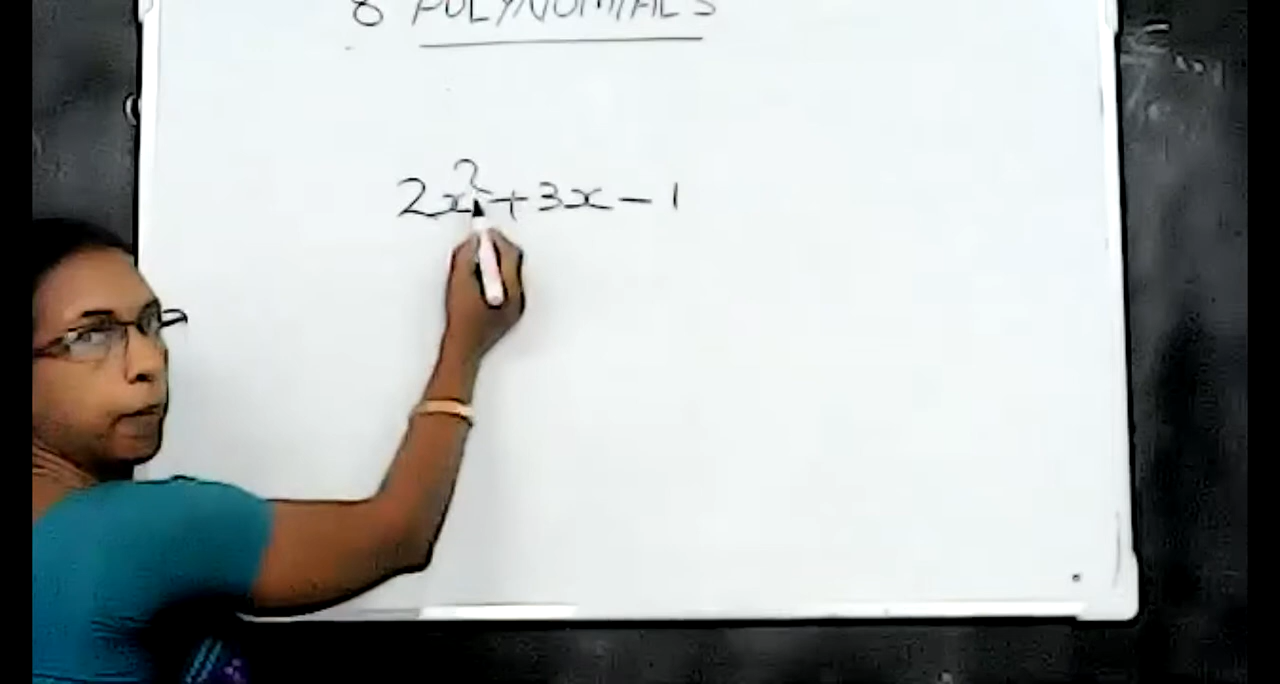 8 POLYNOMIALS
2x² + 3x - 1